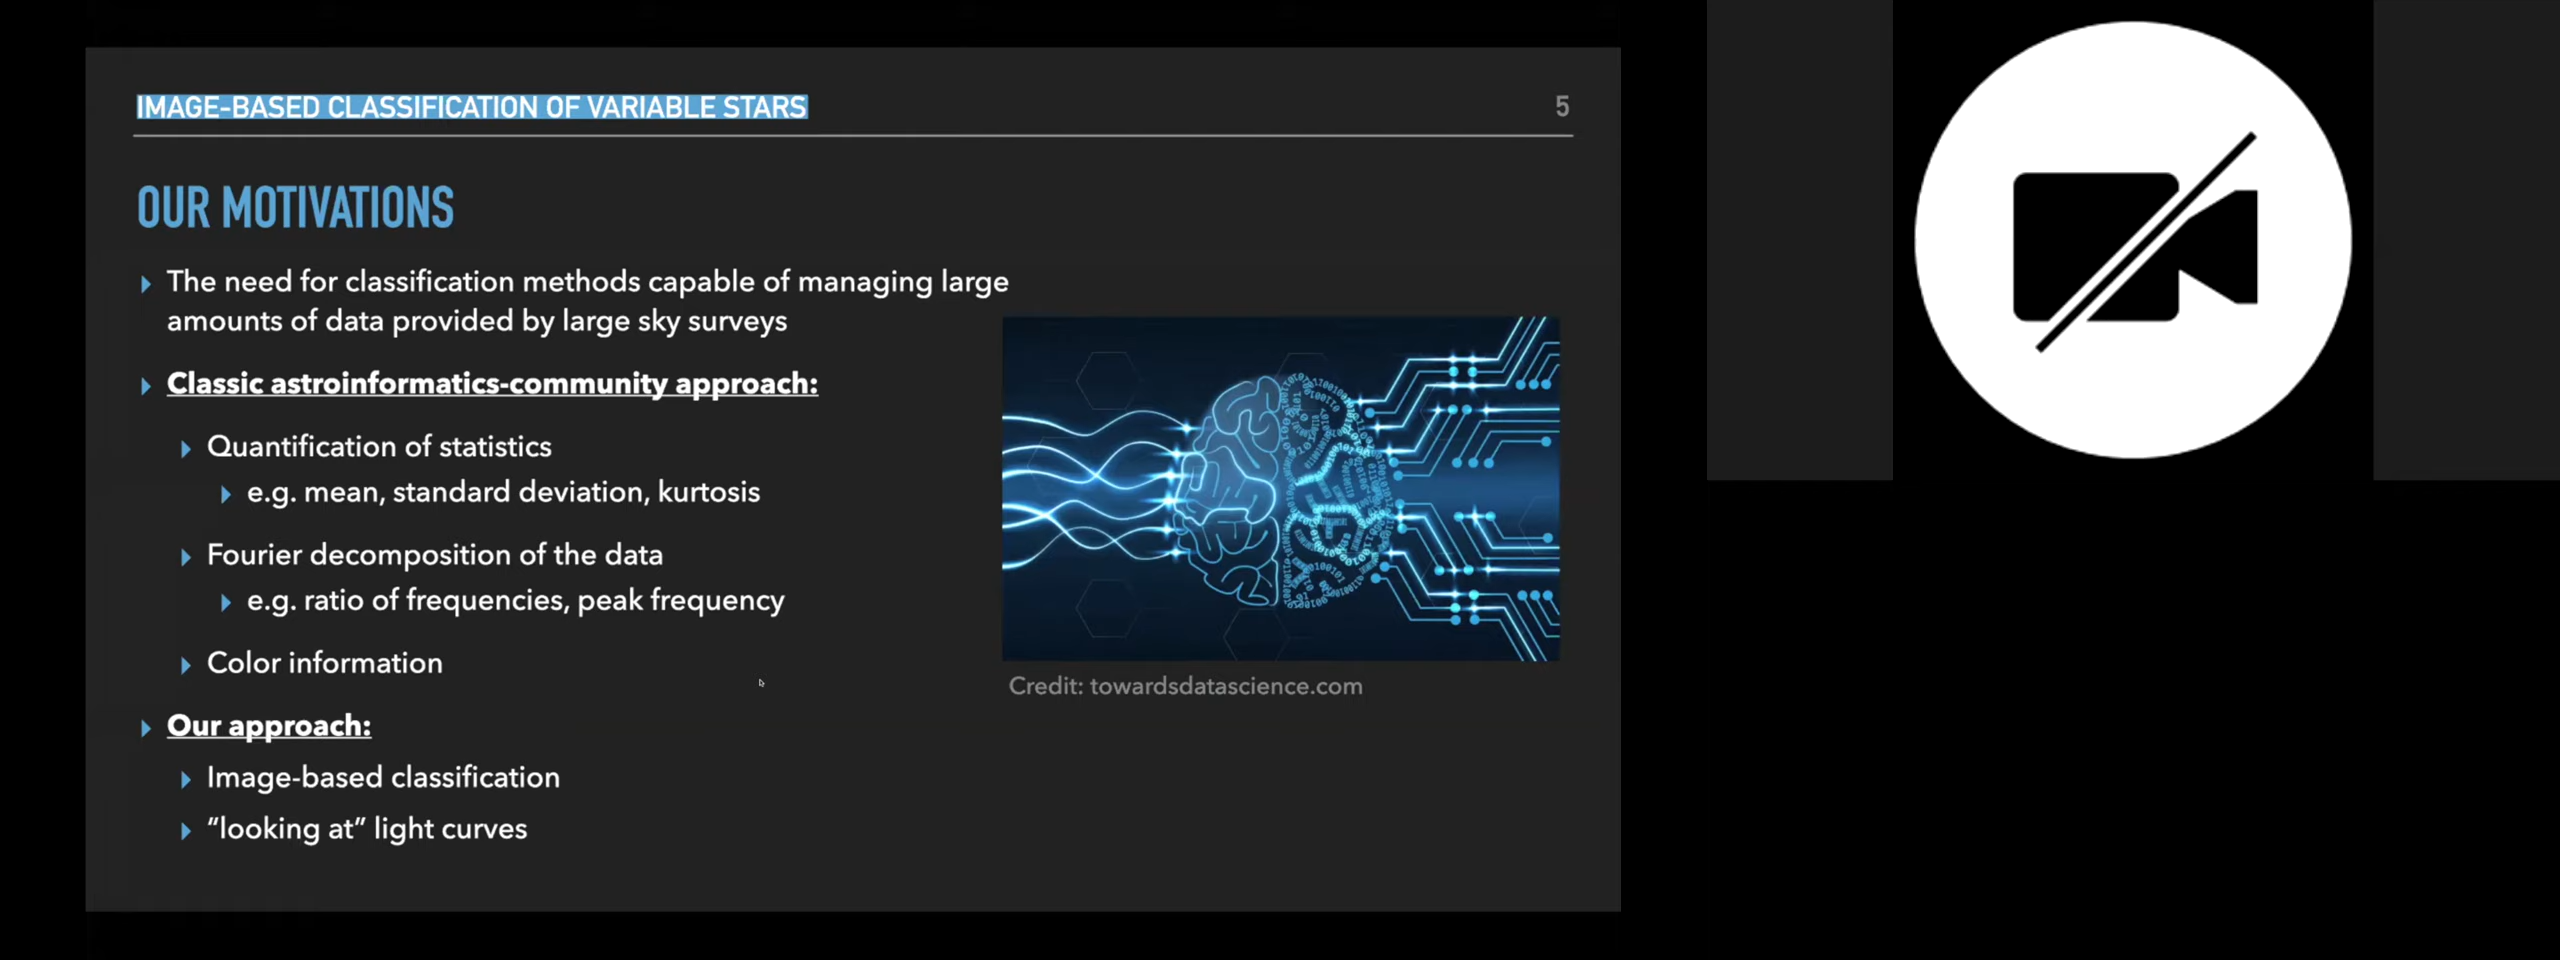 IMAGE-BASED CLASSIFICATION OF VARIABLE STARS
5
OUR MOTIVATIONS
The need for classification methods capable of managing large
amounts of data provided by large sky surveys
Classic astroinformatics-community approach:
Quantification of statistics
e.g. mean, standard deviation, kurtosis
Fourier decomposition of the data
e.g. ratio of frequencies, peak frequency
Color information
Credit: towardsdatascience.com
Our approach:
Image-based classification
“looking at” light curves